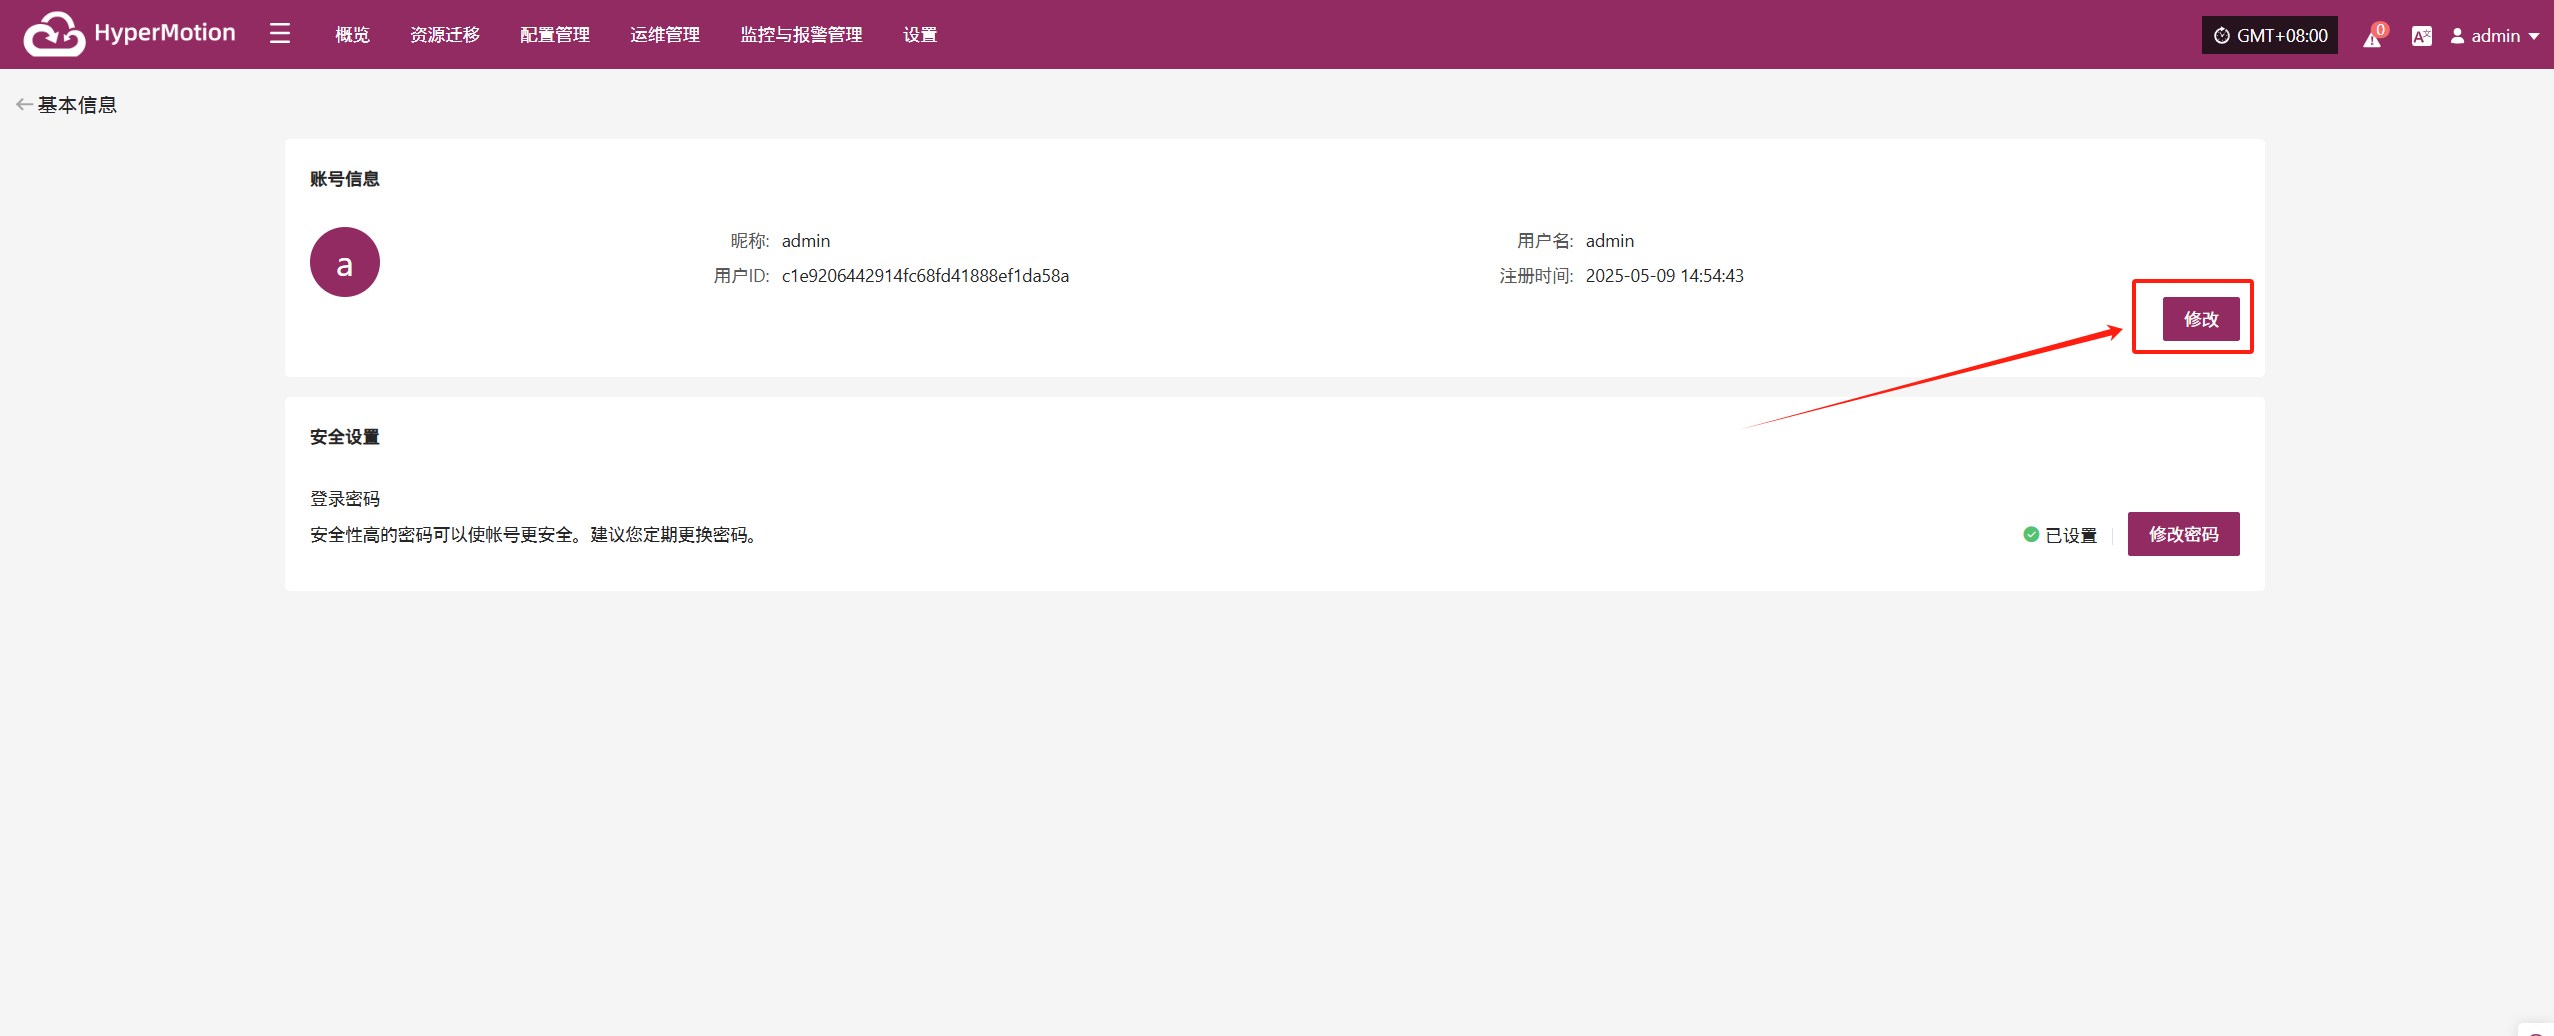 HyperMotion 概览 资源迁移 配置管理 运维管理 监控与报警管理 设置 GMT+08:00 0 A文 admin
基本信息
账号信息
a
昵称: admin 用户名: admin
用户ID: c1e9206442914fc68fd41888ef1da58a 注册时间: 2025-05-09 14:54:43
修改
安全设置
登录密码
安全性高的密码可以使帐号更安全。建议您定期更换密码。 已设置 修改密码